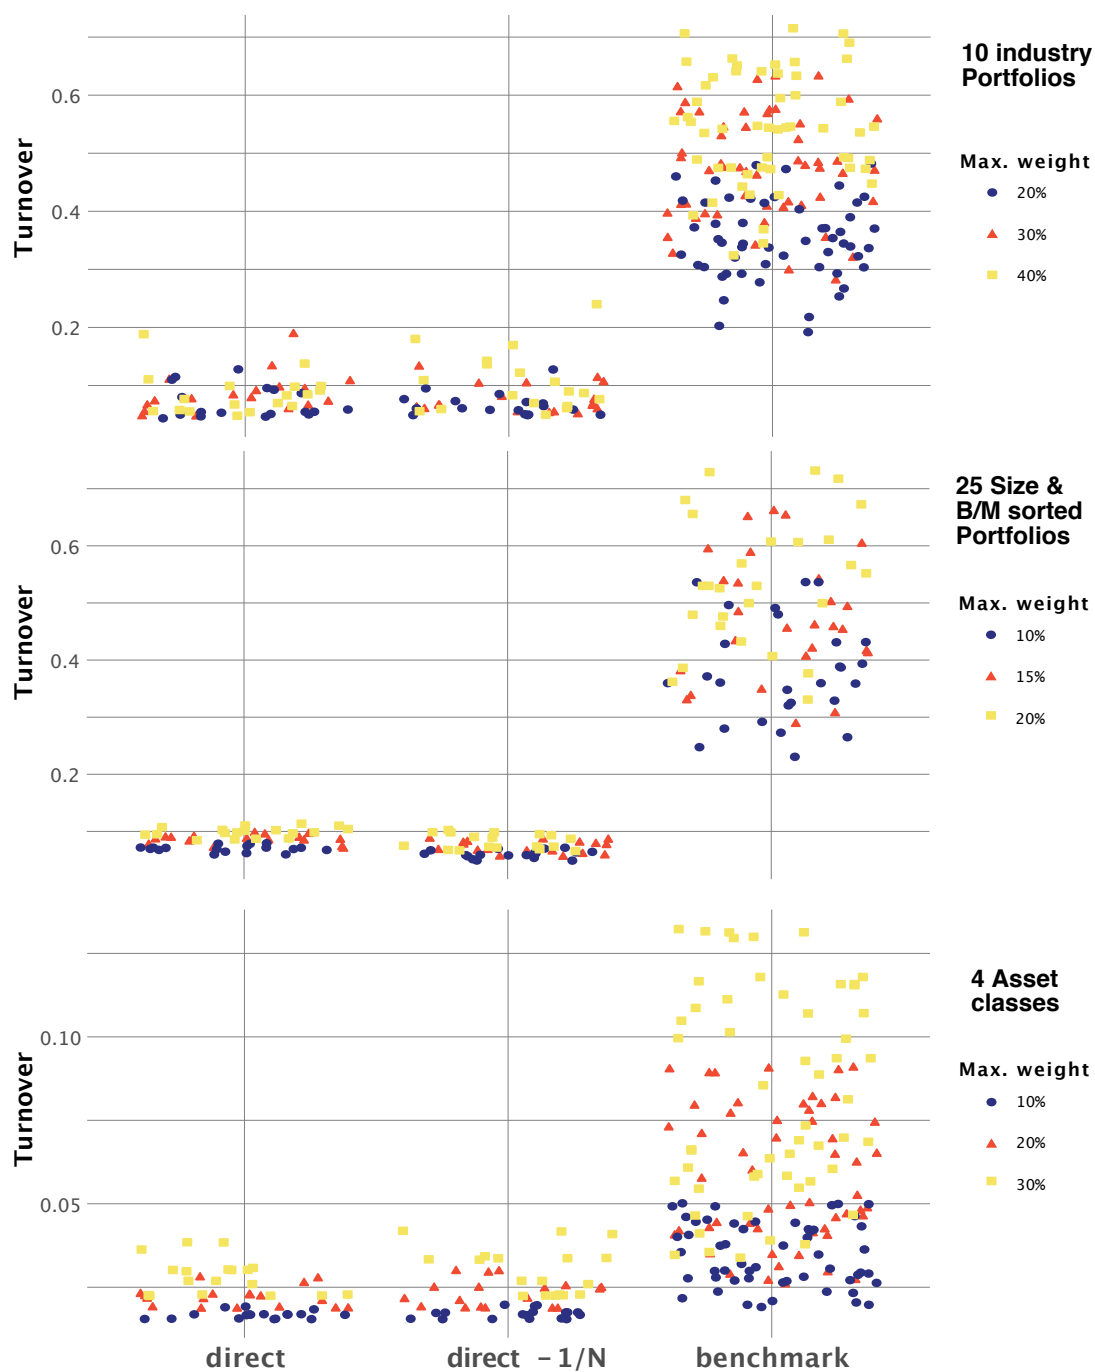 Turnover
0.6
0.4
0.2
10 industry
Portfolios
Max. weight
20%
30%
40%
Turnover
0.6
0.4
0.2
25 Size &
B/M sorted
Portfolios
Max. weight
10%
15%
20%
Turnover
0.10
0.05
4 Asset
classes
Max. weight
10%
20%
30%
direct
direct - 1/N
benchmark